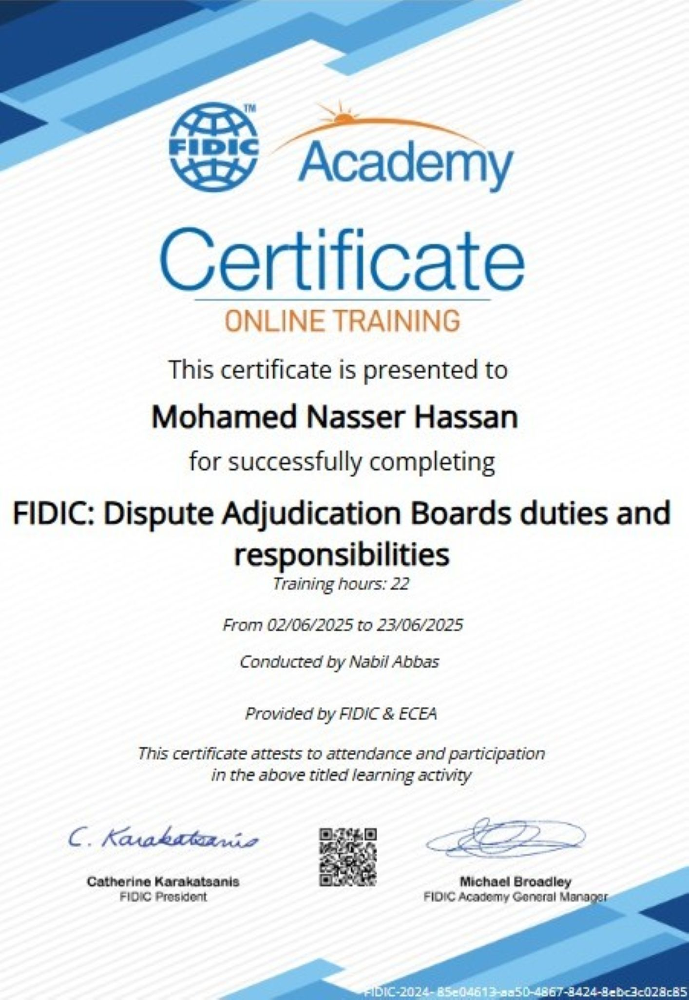 FIDIC™
Academy
Certificate
ONLINE TRAINING
This certificate is presented to
Mohamed Nasser Hassan
for successfully completing
FIDIC: Dispute Adjudication Boards duties and
responsibilities
Training hours: 22
From 02/06/2025 to 23/06/2025
Conducted by Nabil Abbas
Provided by FIDIC & ECEA
This certificate attests to attendance and participation
in the above titled learning activity
C. Karakatsanis
Catherine Karakatsanis
FIDIC President
Michael Broadley
FIDIC Academy General Manager
FIDIC-2024- 85e04613-aa50-4867-8424-8ebc3c028c85